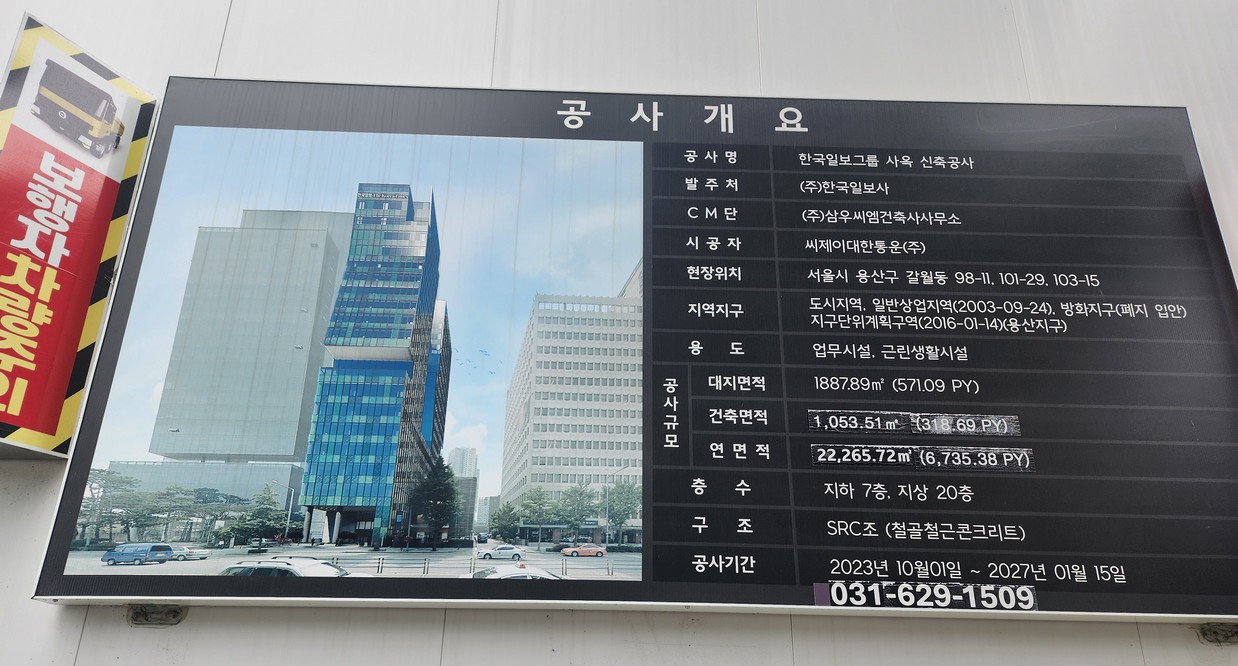 보행자
차량주의
공사개요
공사명 한국일보그룹 사옥 신축공사
발주처 (주)한국일보사
CM단 (주)삼우씨엠건축사사무소
시공자 씨제이대한통운(주)
현장위치 서울시 용산구 갈월동 98-11, 101-29, 103-15
지역지구 도시지역, 일반상업지역(2003-09-24), 방화지구(폐지 입안)
지구단위계획구역(2016-01-14)(용산지구)
용도 업무시설, 근린생활시설
공사규모
대지면적 1887.89㎡ (571.09 PY)
건축면적 1,053.51㎡ (318.69 PY)
연면적 22,265.72㎡ (6,735.38 PY)
층수 지하 7층, 지상 20층
구조 SRC조 (철골철근콘크리트)
공사기간 2023년 10월01일 ~ 2027년 01월 15일
031-629-1509